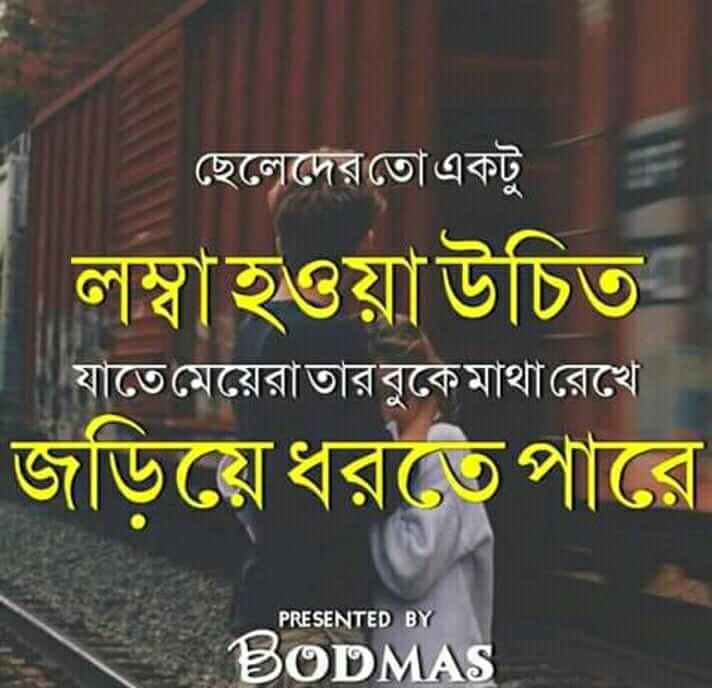 ছেলেদের তো একটু
লম্বা হওয়া উচিত
যাতে মেয়েরা তার বুকে মাথা রেখে
জড়িয়ে ধরতে পারে
PRESENTED BY
BODMAS